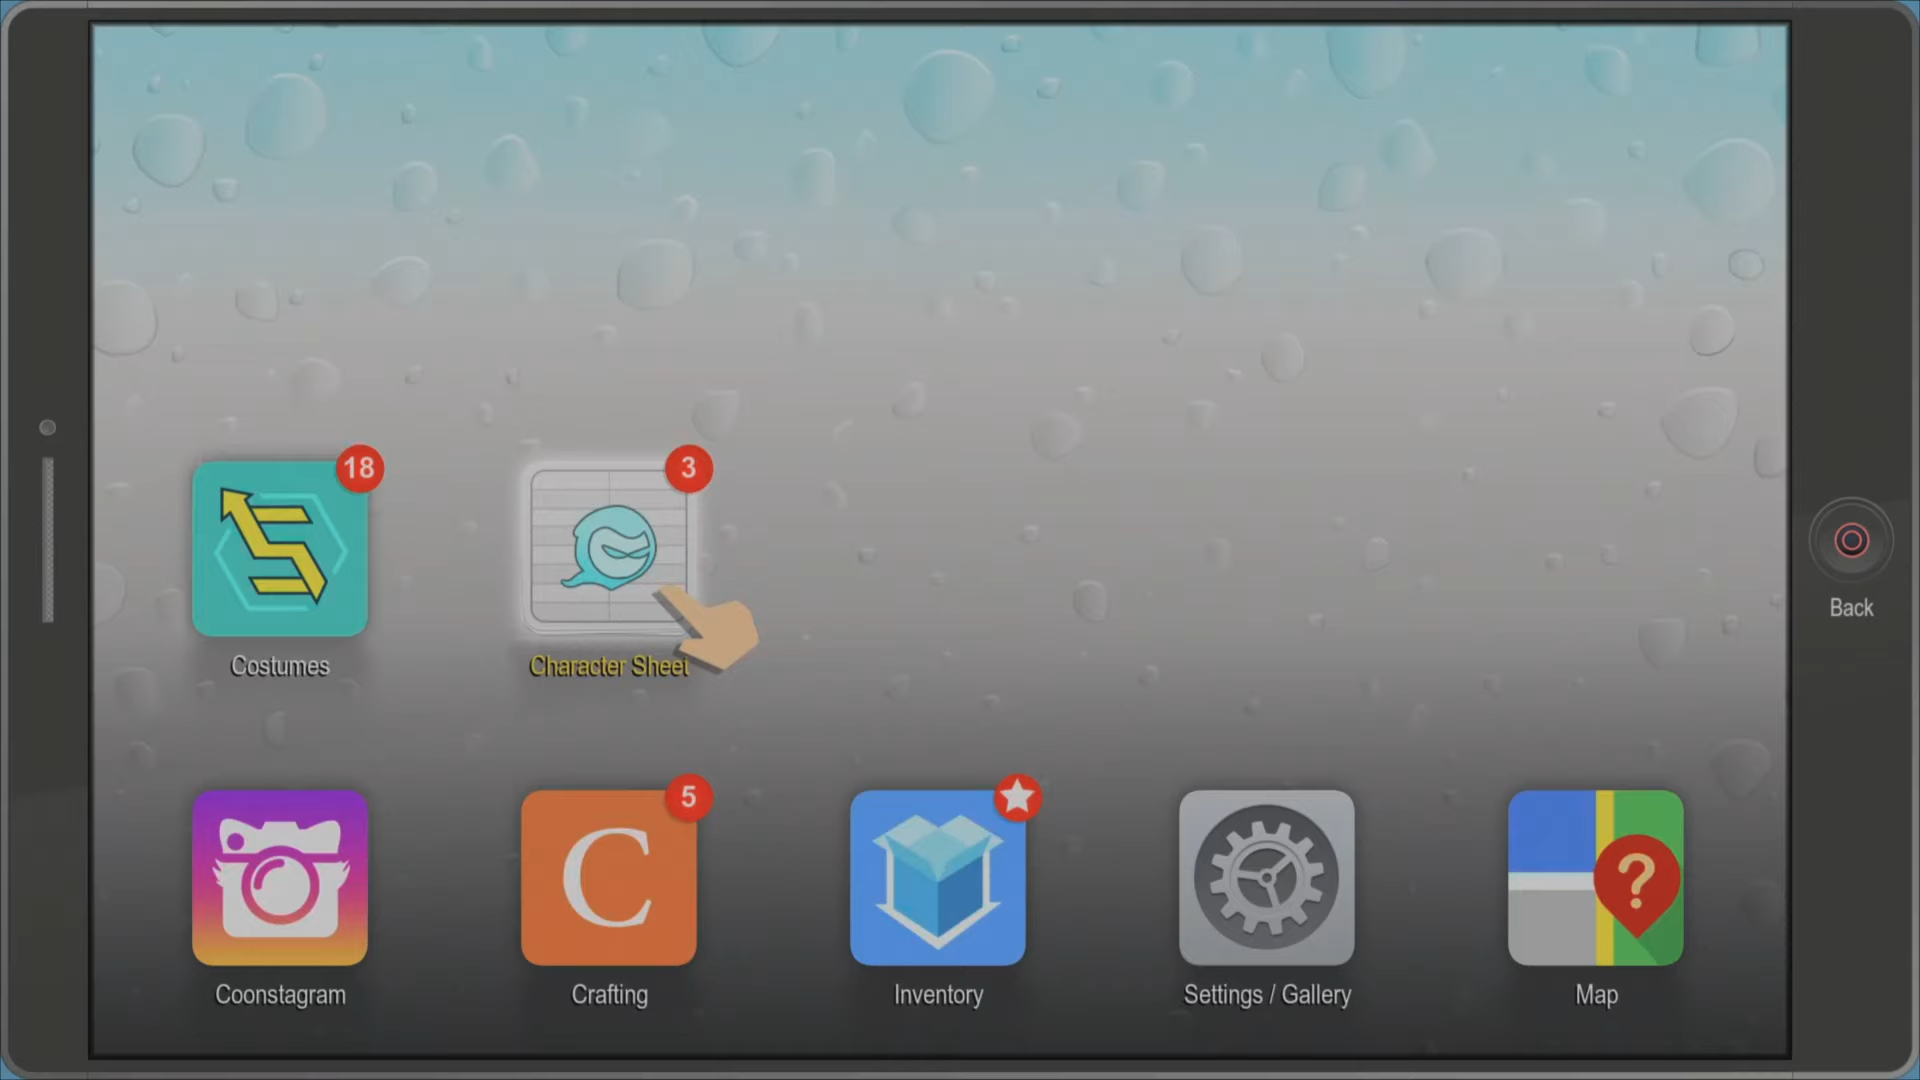 18
3
Costumes
Character Sheet
Back
5
C
?
Coonstagram
Crafting
Inventory
Settings / Gallery
Map